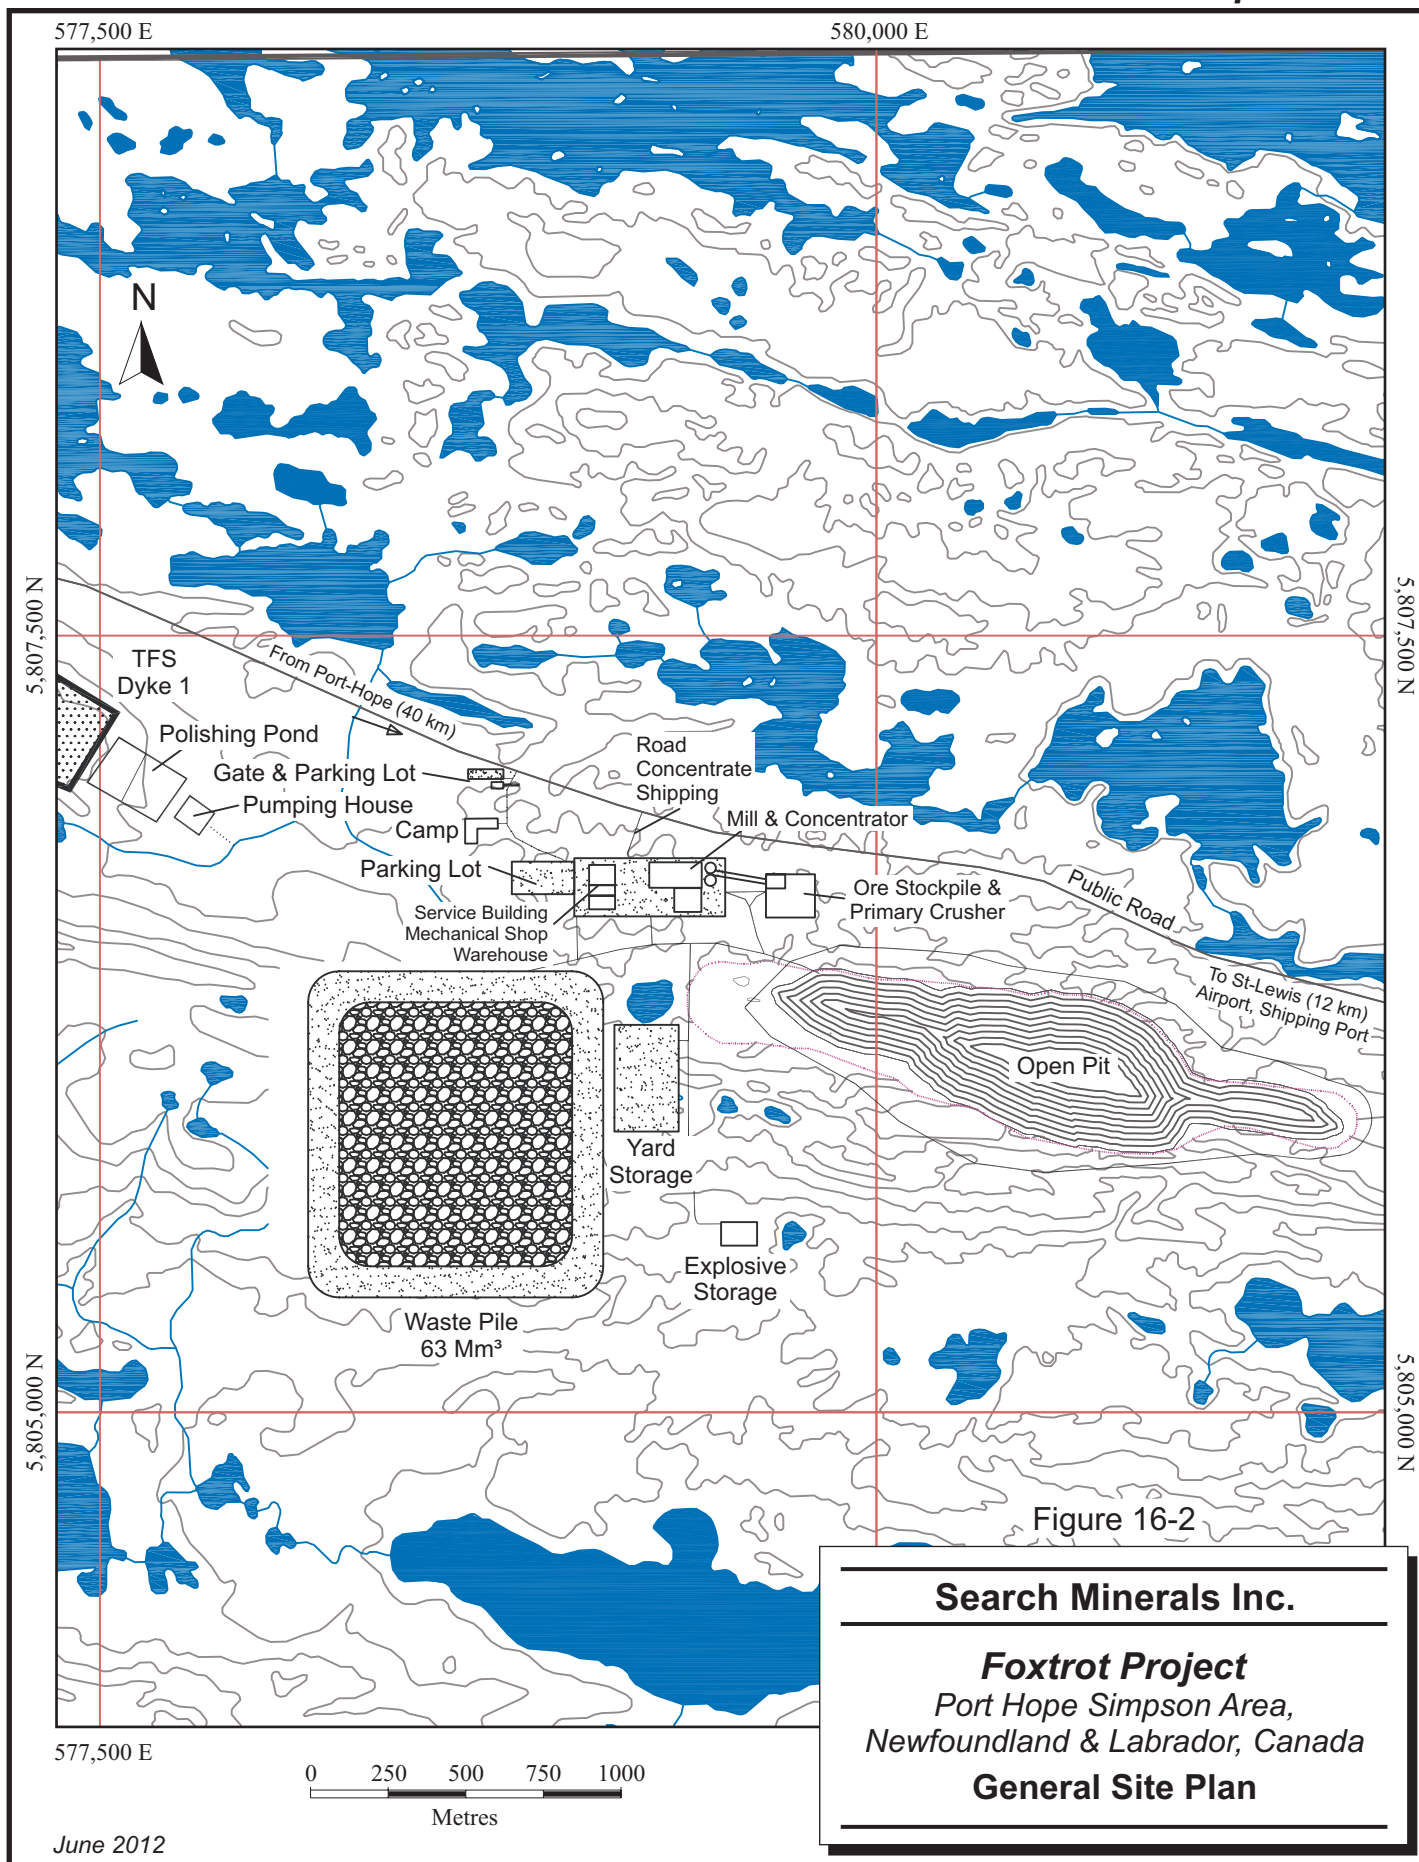 577,500 E
580,000 E
N
5,807,500 N
5,807,500 N
TFS
Dyke 1
From Port-Hope (40 km)
Polishing Pond
Gate & Parking Lot
Pumping House
Camp
Road
Concentrate
Shipping
Mill & Concentrator
Parking Lot
Ore Stockpile &
Primary Crusher
Public Road
Service Building
Mechanical Shop
Warehouse
To St-Lewis (12 km)
Airport, Shipping Port
Open Pit
Yard
Storage
Explosive
Storage
Waste Pile
63 Mm³
5,805,000 N
5,805,000 N
Figure 16-2
Search Minerals Inc.
Foxtrot Project
Port Hope Simpson Area,
Newfoundland & Labrador, Canada
General Site Plan
577,500 E
0 250 500 750 1000
Metres
June 2012